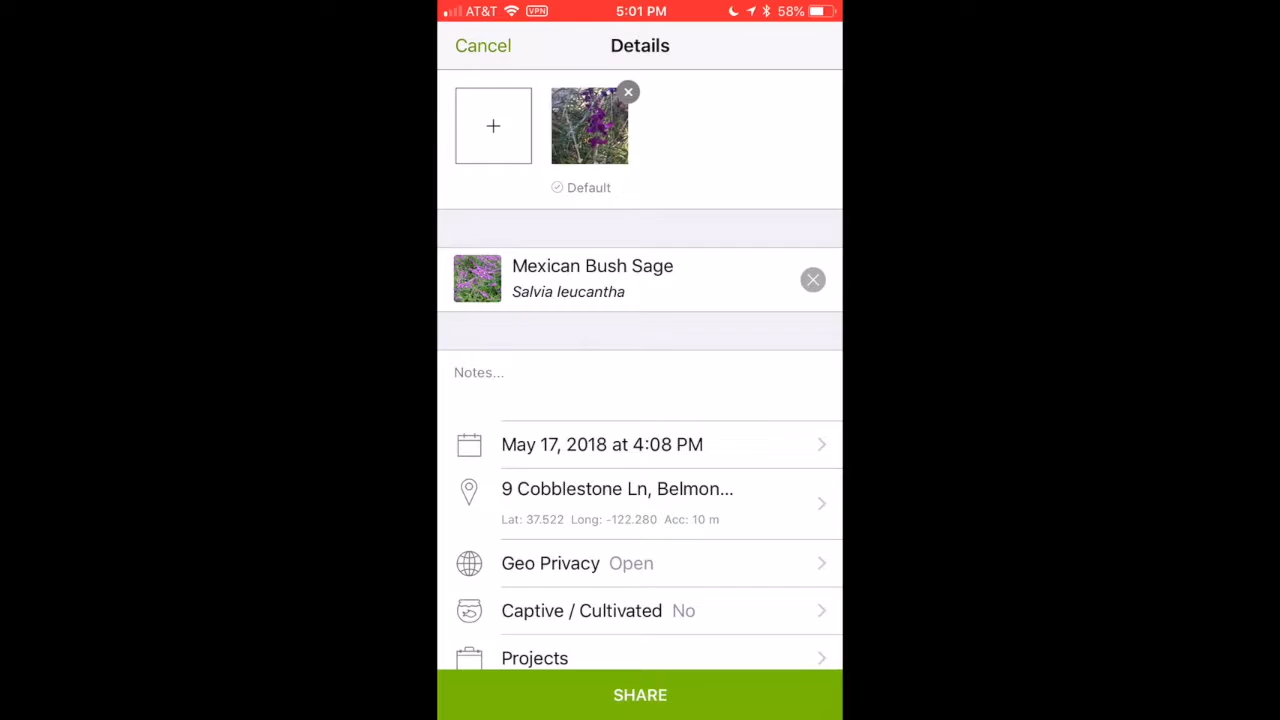 AT&T VPN 5:01 PM 58%
Cancel Details
+
Default
Mexican Bush Sage
Salvia leucantha
Notes...
May 17, 2018 at 4:08 PM
9 Cobblestone Ln, Belmon...
Lat: 37.522 Long: -122.280 Acc: 10 m
Geo Privacy Open
Captive / Cultivated No
Projects
SHARE